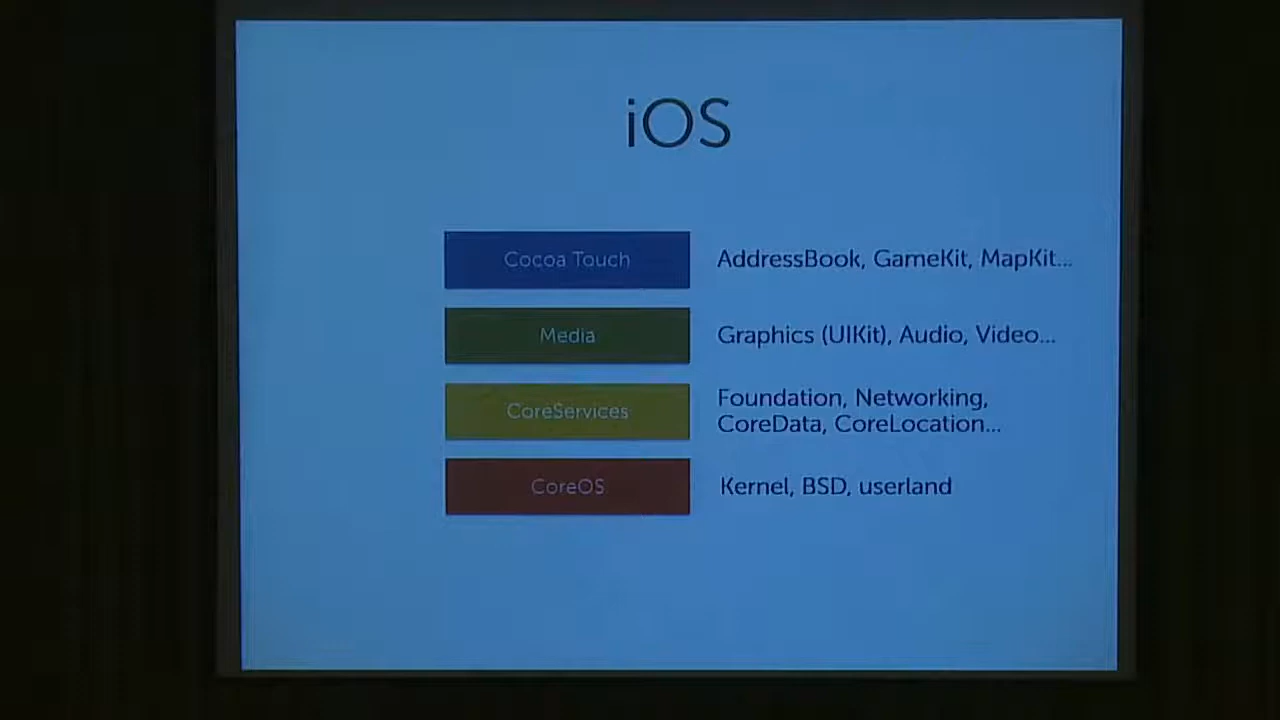 iOS
Cocoa Touch
AddressBook, GameKit, MapKit...
Media
Graphics (UIKit), Audio, Video...
CoreServices
Foundation, Networking,
CoreData, CoreLocation...
CoreOS
Kernel, BSD, userland